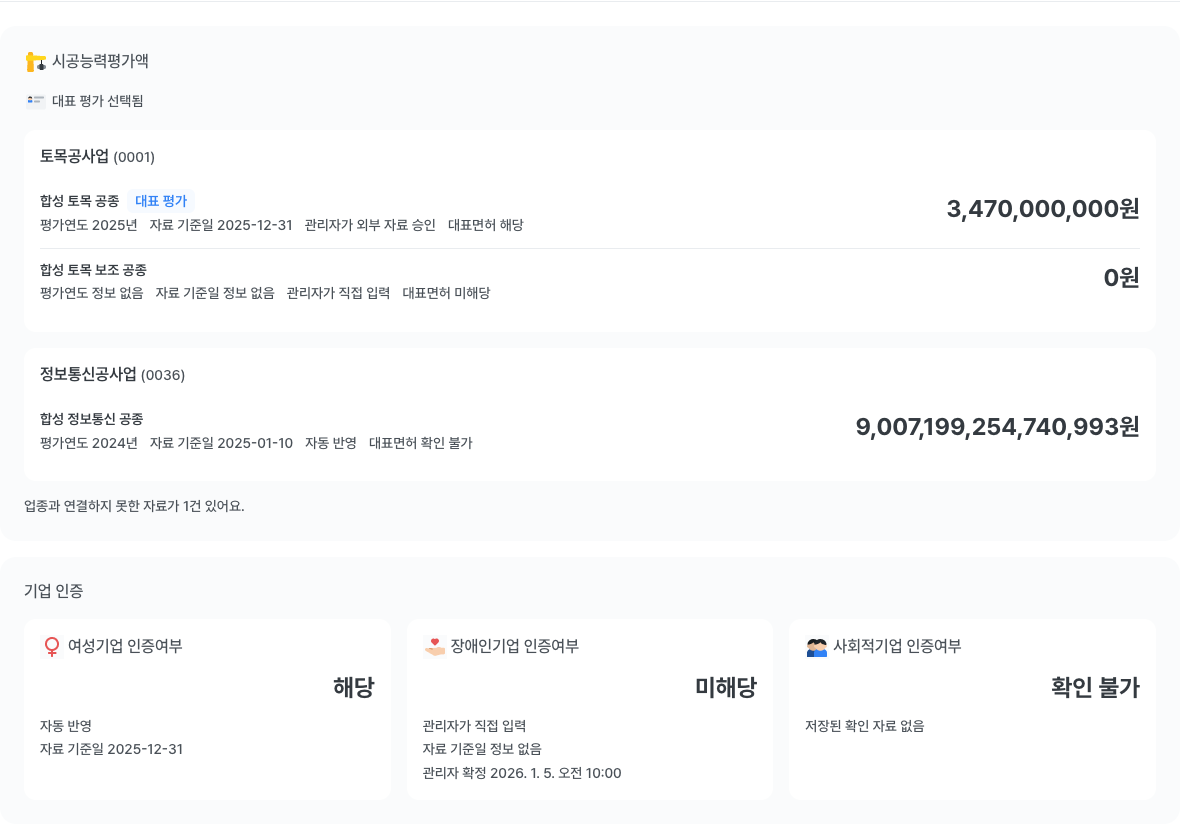 시공능력평가액
대표 평가 선택됨
토목공사업 (0001)
합성 토목 공종 대표 평가
3,470,000,000원
평가연도 2025년 자료 기준일 2025-12-31 관리자가 외부 자료 승인 대표면허 해당
합성 토목 보조 공종
0원
평가연도 정보 없음 자료 기준일 정보 없음 관리자가 직접 입력 대표면허 미해당
정보통신공사업 (0036)
합성 정보통신 공종
9,007,199,254,740,993원
평가연도 2024년 자료 기준일 2025-01-10 자동 반영 대표면허 확인 불가
업종과 연결하지 못한 자료가 1건 있어요.
기업 인증
여성기업 인증여부
해당
자동 반영
자료 기준일 2025-12-31
장애인기업 인증여부
미해당
관리자가 직접 입력
자료 기준일 정보 없음
관리자 확정 2026. 1. 5. 오전 10:00
사회적기업 인증여부
확인 불가
저장된 확인 자료 없음